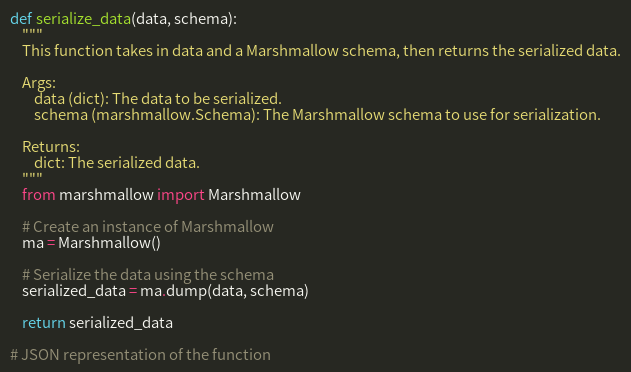 def serialize_data(data, schema):
    """
    This function takes in data and a Marshmallow schema, then returns the serialized data.

    Args:
        data (dict): The data to be serialized.
        schema (marshmallow.Schema): The Marshmallow schema to use for serialization.

    Returns:
        dict: The serialized data.
    """
    from marshmallow import Marshmallow

    # Create an instance of Marshmallow
    ma = Marshmallow()

    # Serialize the data using the schema
    serialized_data = ma.dump(data, schema)

    return serialized_data

# JSON representation of the function